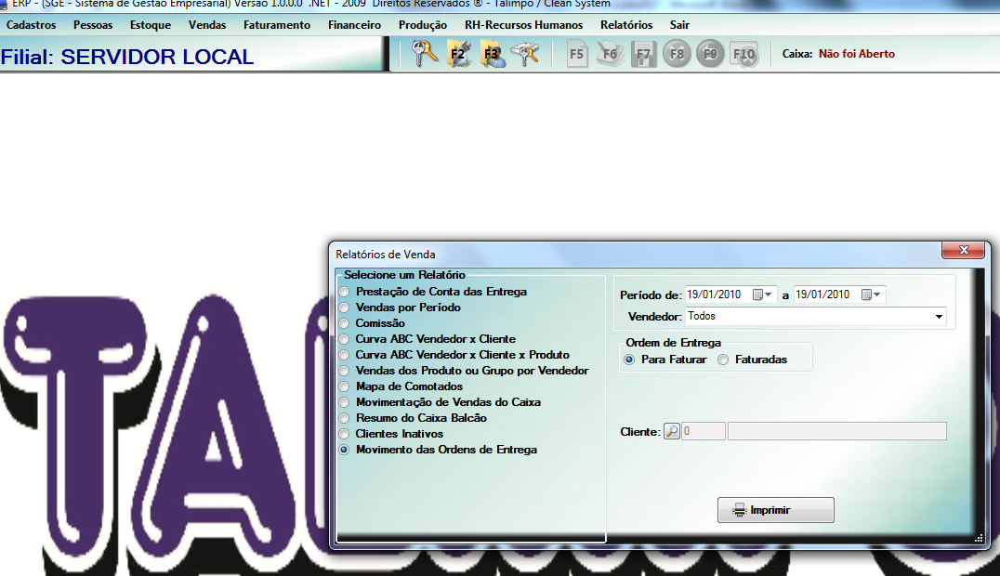 ERP - (SGE - Sistema de Gestão Empresarial) Versão 1.0.0.0 .NET - 2009 Direitos Reservados ® - Talimpo / Clean System
Cadastros Pessoas Estoque Vendas Faturamento Financeiro Produção RH-Recursos Humanos Relatórios Sair
Filial: SERVIDOR LOCAL
F2 F3 F5 F6 F7 F8 F9 F10
Caixa: Não foi Aberto
Relatórios de Venda
Selecione um Relatório
Prestação de Conta das Entrega
Vendas por Período
Comissão
Curva ABC Vendedor x Cliente
Curva ABC Vendedor x Cliente x Produto
Vendas dos Produto ou Grupo por Vendedor
Mapa de Comotados
Movimentação de Vendas do Caixa
Resumo do Caixa Balcão
Clientes Inativos
Movimento das Ordens de Entrega
Período de: 19/01/2010 a 19/01/2010
Vendedor: Todos
Ordem de Entrega
Para Faturar Faturadas
Cliente: 0
Imprimir